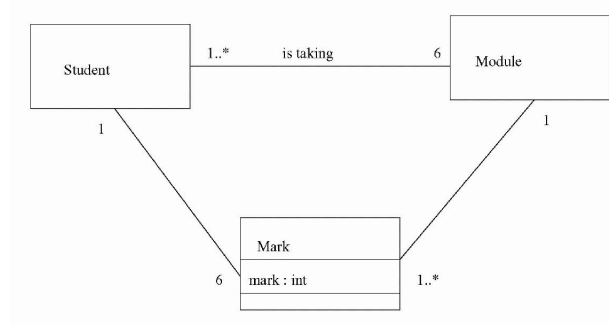 1..* is taking 6
Student
Module
1
1
Mark
6
mark : int
1..*